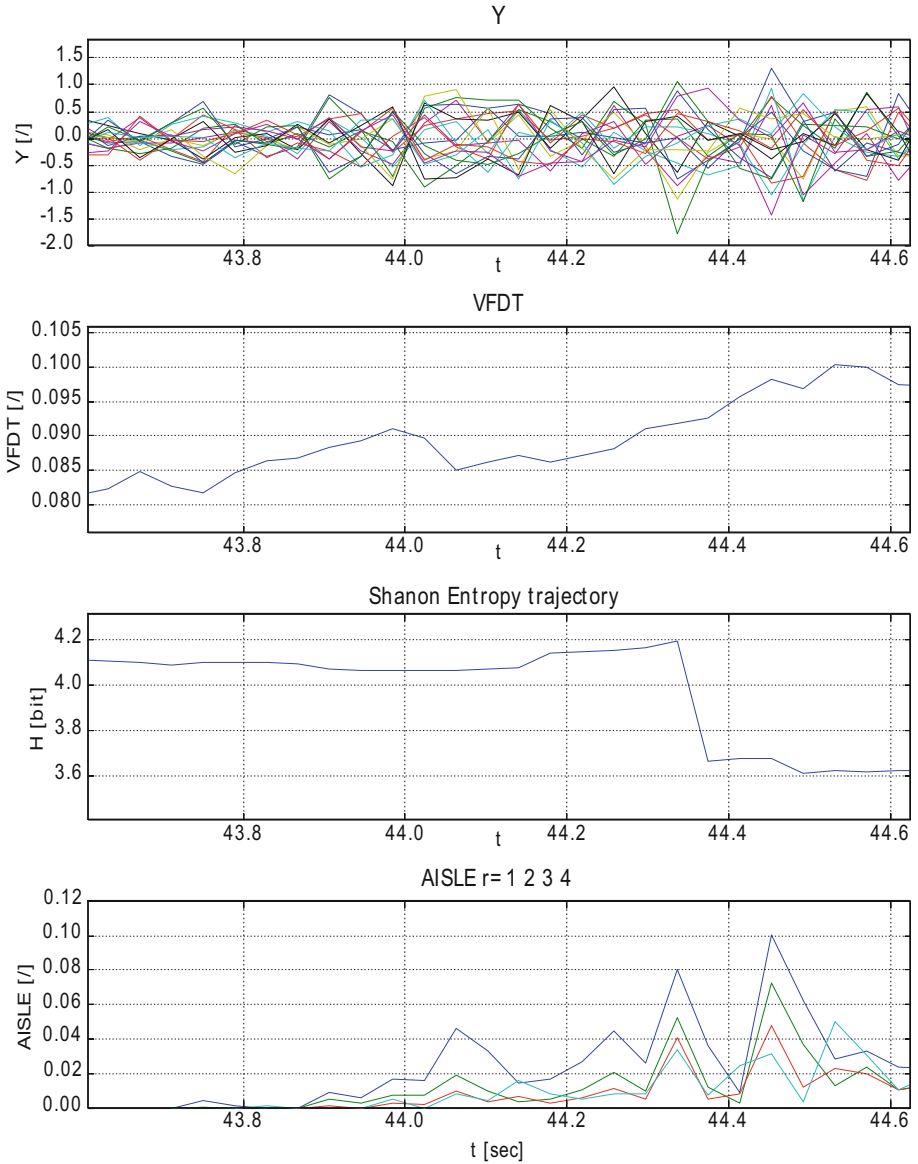 Y
1.5
1.0
0.5
0.0
-0.5
-1.0
-1.5
-2.0
Y [/]
43.8 44.0 44.2 44.4 44.6
t
VFDT
0.105
0.100
0.095
0.090
0.085
0.080
VFDT [/]
43.8 44.0 44.2 44.4 44.6
t
Shanon Entropy trajectory
4.2
4.0
3.8
3.6
H [bit]
43.8 44.0 44.2 44.4 44.6
t
AISLE r= 1 2 3 4
0.12
0.10
0.08
0.06
0.04
0.02
0.00
AISLE [/]
43.8 44.0 44.2 44.4 44.6
t [sec]